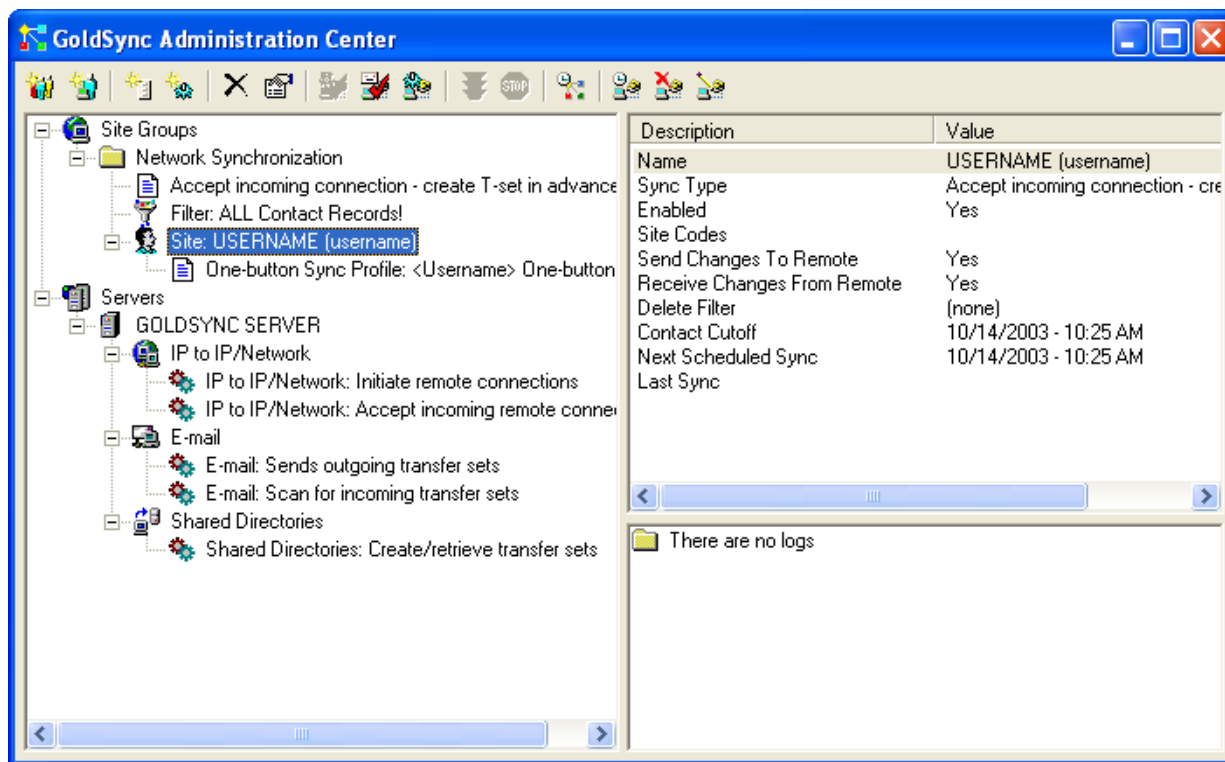 GoldSync Administration Center
STOP
Site Groups
Network Synchronization
Accept incoming connection - create T-set in advance
Filter: ALL Contact Records!
Site: USERNAME (username)
One-button Sync Profile: <Username> One-button
Servers
GOLDSYNC SERVER
IP to IP/Network
IP to IP/Network: Initiate remote connections
IP to IP/Network: Accept incoming remote conne
E-mail
E-mail: Sends outgoing transfer sets
E-mail: Scan for incoming transfer sets
Shared Directories
Shared Directories: Create/retrieve transfer sets
Description Value
Name USERNAME (username)
Sync Type Accept incoming connection - cre
Enabled Yes
Site Codes
Send Changes To Remote Yes
Receive Changes From Remote Yes
Delete Filter (none)
Contact Cutoff 10/14/2003 - 10:25 AM
Next Scheduled Sync 10/14/2003 - 10:25 AM
Last Sync
There are no logs